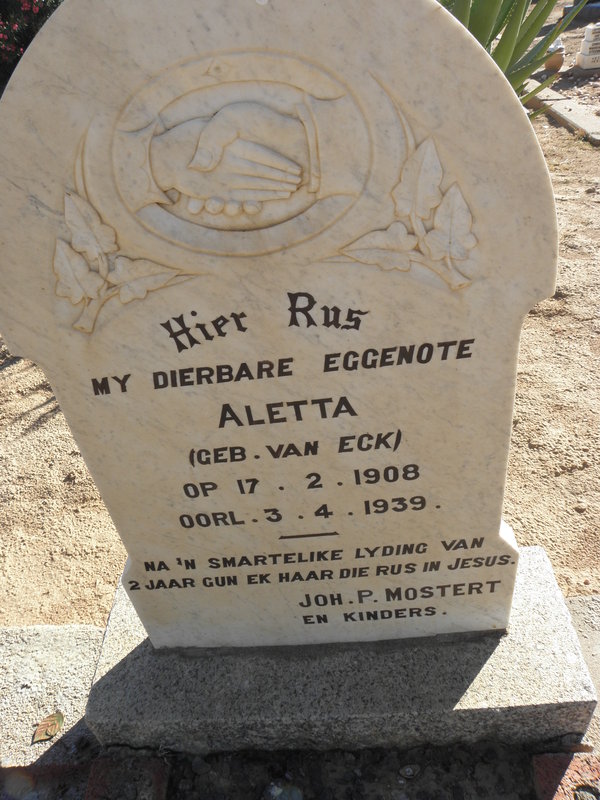 Hier Rus
MY DIERBARE EGGENOTE
ALETTA
(GEB. VAN ECK)
OP 17 . 2 . 1908
OORL . 3 . 4 . 1939 .
NA 'N SMARTELIKE LYDING VAN
2 JAAR GUN EK HAAR DIE RUS IN JESUS.
JOH. P. MOSTERT
EN KINDERS.